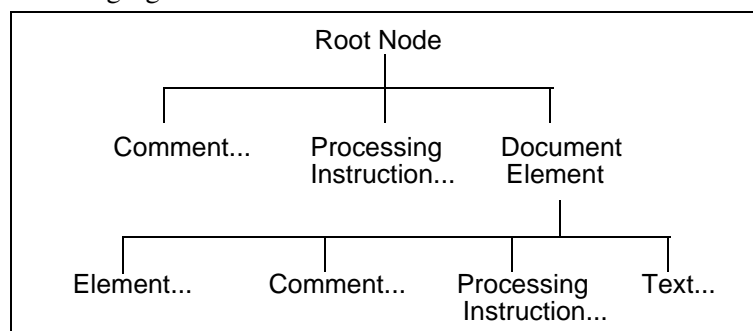 Root Node
Comment...
Processing
Instruction...
Document
Element
Element...
Comment...
Processing
Instruction...
Text...